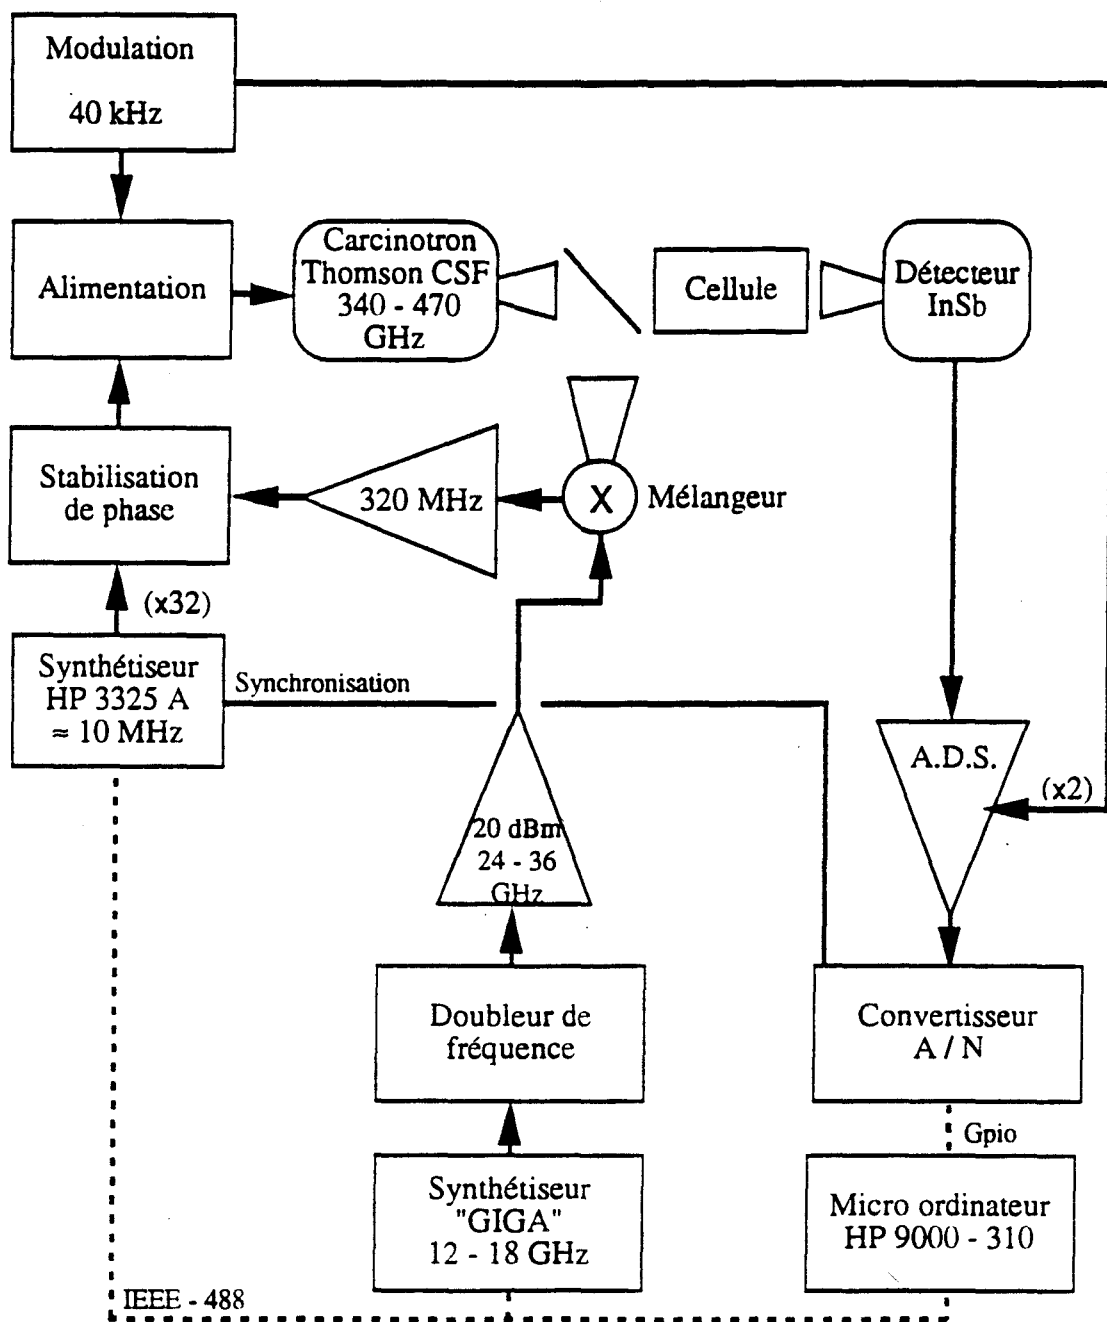 Modulation
40 kHz
Alimentation
Carcinotron
Thomson CSF
340 - 470
GHz
Cellule
Détecteur
InSb
Stabilisation
de phase
320 MHz
X
Mélangeur
(x32)
Synthétiseur
HP 3325 A
≈ 10 MHz
Synchronisation
A.D.S.
(x2)
20 dBm
24 - 36
GHz
Doubleur de
fréquence
Convertisseur
A / N
Gpio
Synthétiseur
"GIGA"
12 - 18 GHz
Micro ordinateur
HP 9000 - 310
IEEE - 488